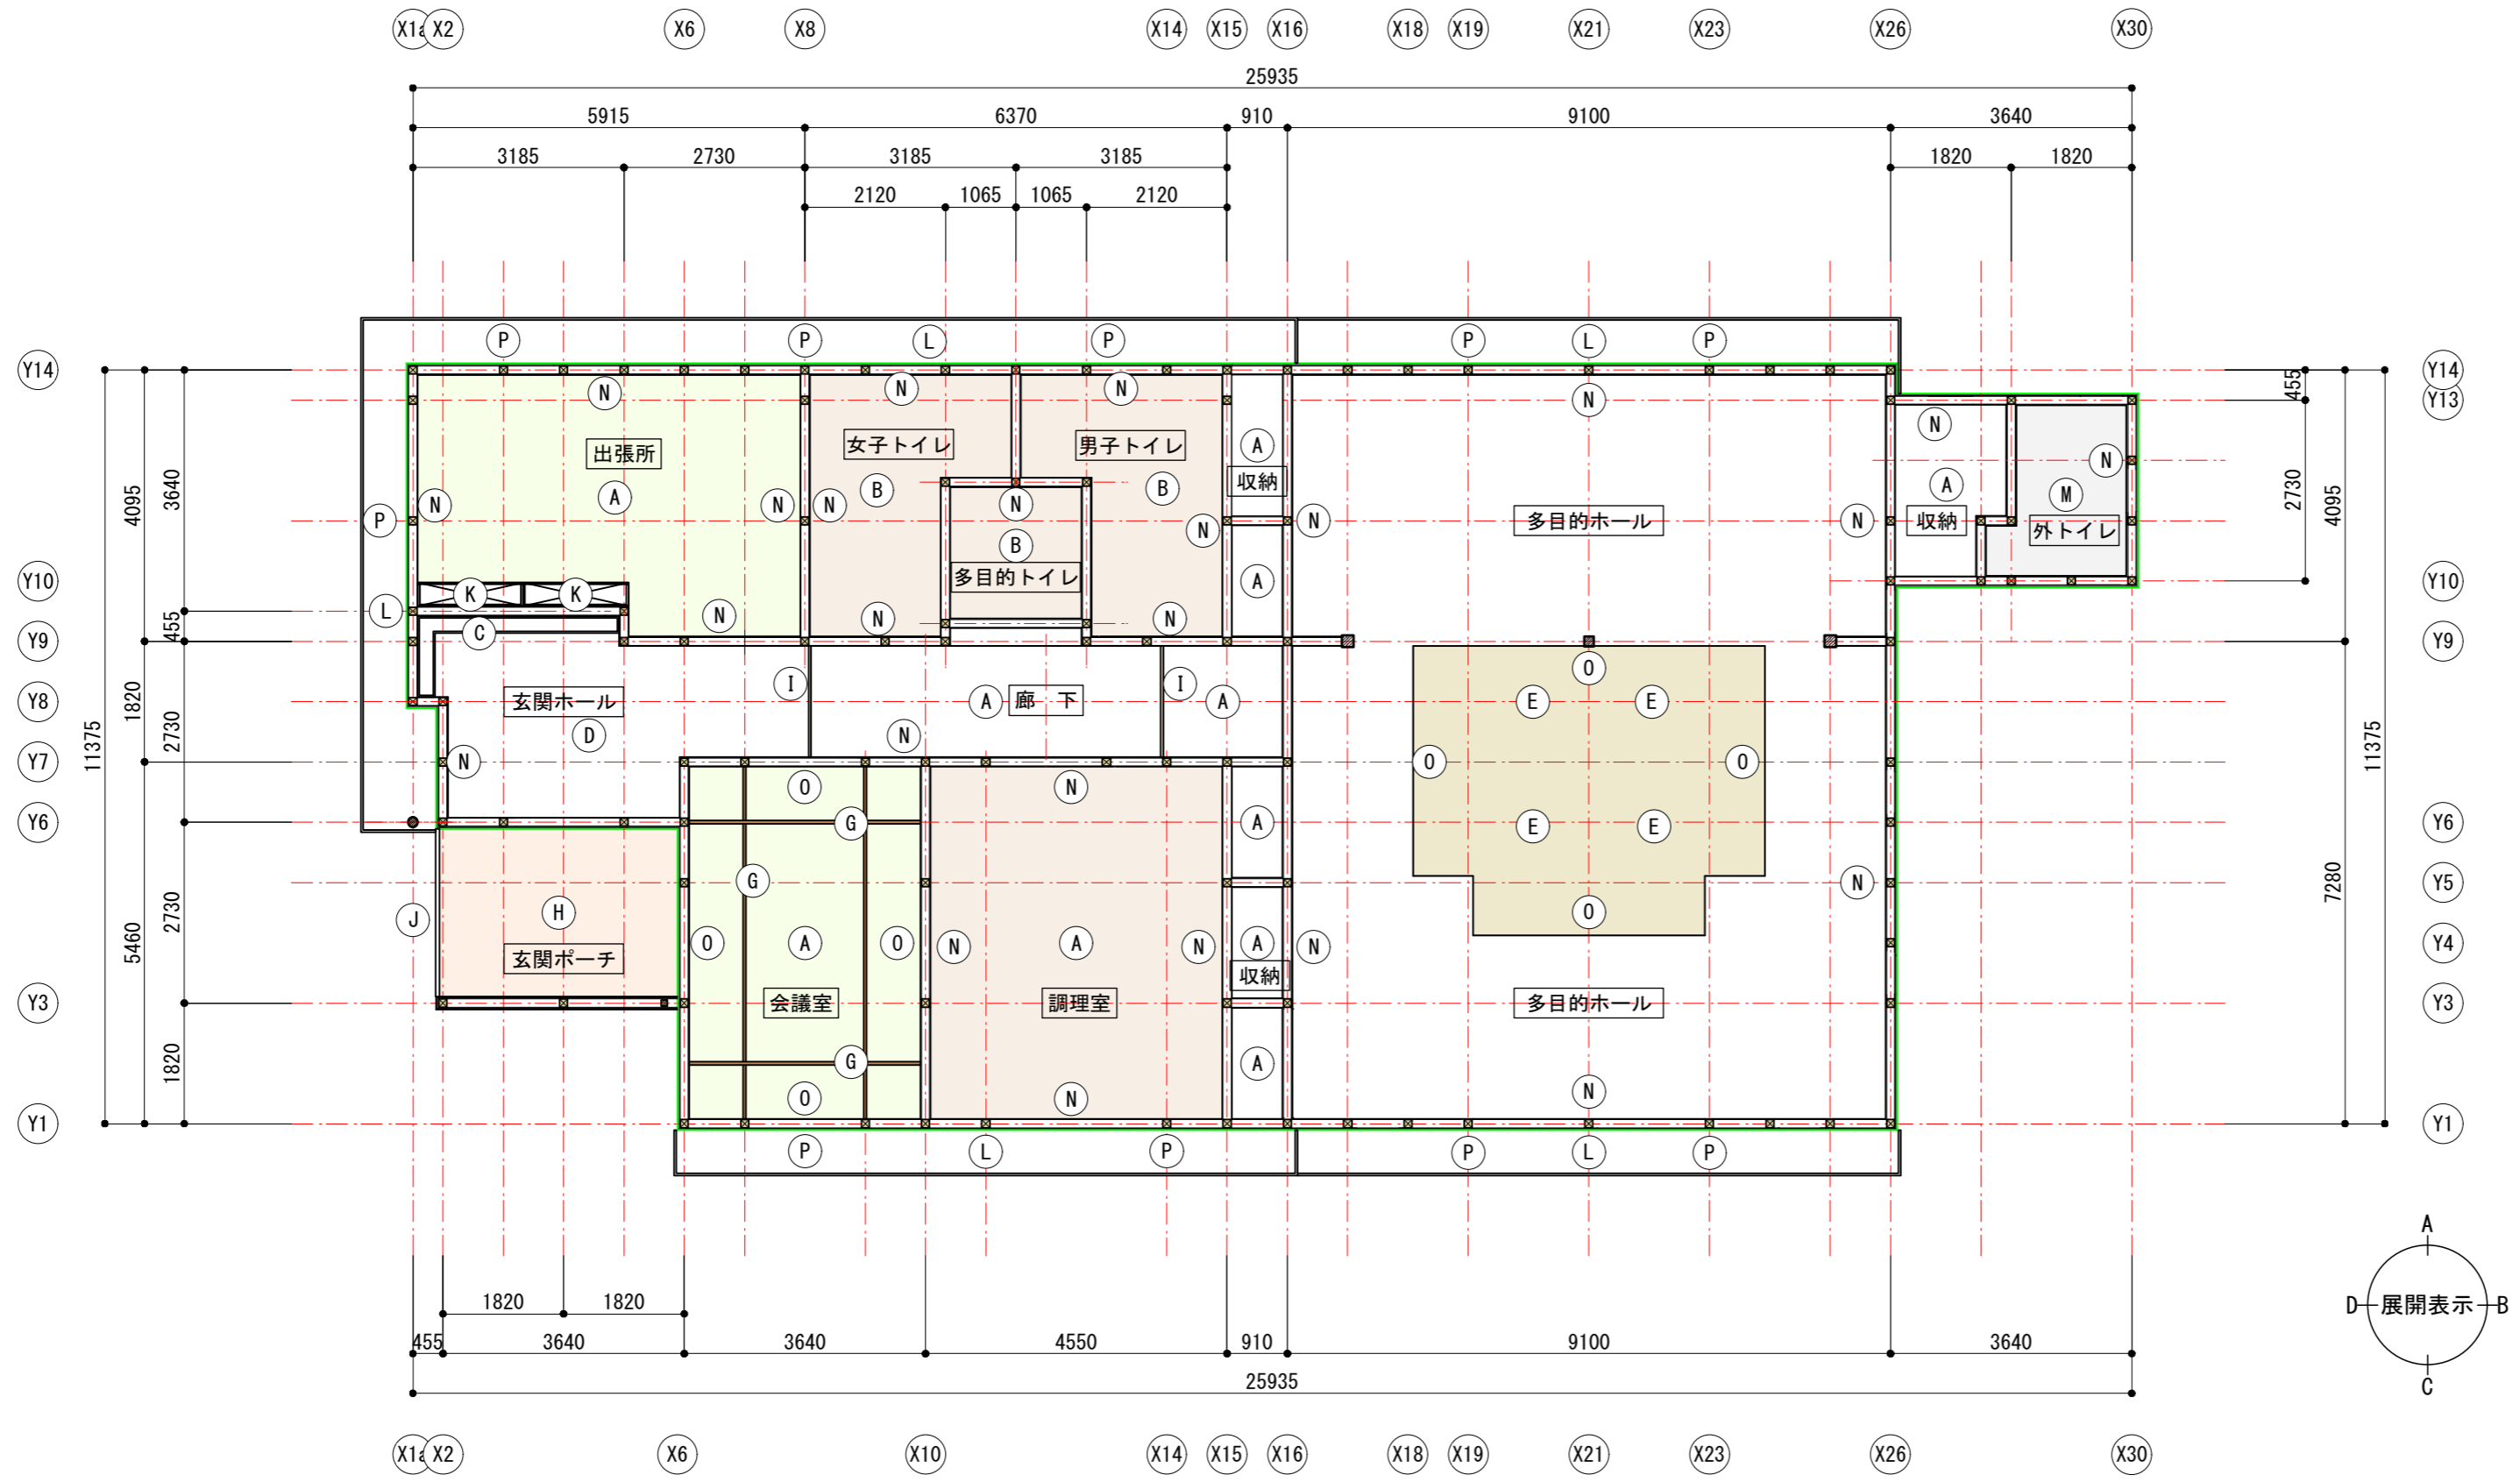 X1a X2 X6 X8 X14 X15 X16 X18 X19 X21 X23 X26 X30
25935
5915 6370 910 9100 3640
3185 2730 3185 3185 1820 1820
2120 1065 1065 2120
P P L P P L P
Y14 Y14
455
N N N N Y13
N
出張所 女子トイレ 男子トイレ A 多目的ホール
収納
4095 3640 P N A N N B B N N N A M N 2730 4095
N 収納 外トイレ
B
多目的トイレ A
Y10 K K Y10
L N N N
455 C
Y9 Y9
O
I I
Y8 1820 玄関ホール A 廊 下 A E E
11375 2730 D N 11375
Y7 N O O
O N
Y6 G A E E Y6
G N Y5
2730 J H O A O N A N A N O 7280
5460 玄関ポーチ 収納 Y4
Y3 会議室 調理室 多目的ホール Y3
1820 G A
O N N
Y1 Y1
P L P P L P
A
D 展開表示 B
C
1820 1820
455 3640 3640 4550 910 9100 3640
25935
X1a X2 X6 X10 X14 X15 X16 X18 X19 X21 X23 X26 X30